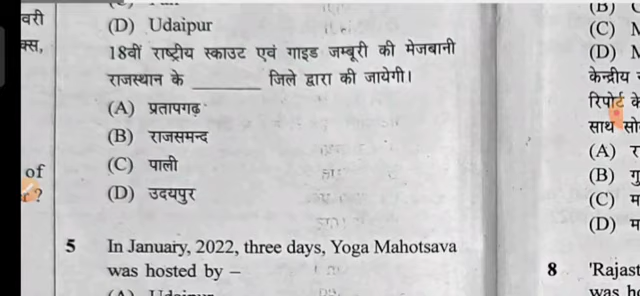 वरी
क्स,
of
?
(D) Udaipur
18वीं राष्ट्रीय स्काउट एवं गाइड जम्बूरी की मेजबानी
राजस्थान के ________ जिले द्वारा की जायेगी।
(A) प्रतापगढ़
(B) राजसमन्द
(C) पाली
(D) उदयपुर
5 In January, 2022, three days, Yoga Mahotsava
was hosted by –
(B)
(C)
(D)
केन्द्रीय
रिपोर्ट के
साथ
(A)
(B)
(C)
(D)
8 'Rajast
was